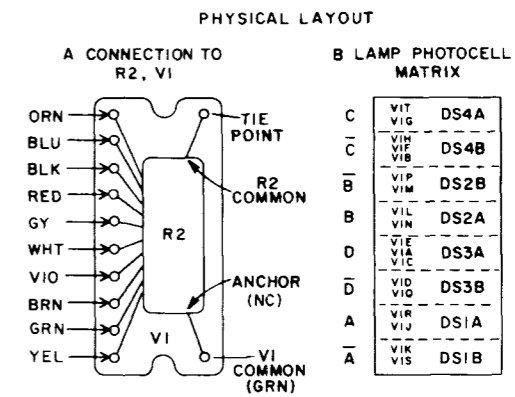 PHYSICAL LAYOUT
A CONNECTION TO
R2, V1
ORN
BLU
BLK
RED
GY
WHT
VIO
BRN
GRN
YEL
TIE
POINT
R2
COMMON
R2
ANCHOR
(NC)
V1
V1
COMMON
(GRN)
B LAMP PHOTOCELL
MATRIX
C V1T DS4A
V1G
C̅ V1H DS4B
V1F
V1B
B̅ V1P DS2B
V1M
B V1L DS2A
V1N
D V1E DS3A
V1A
V1C
D̅ V1D DS3B
V1Q
A V1R DS1A
V1J
A̅ V1K DS1B
V1S